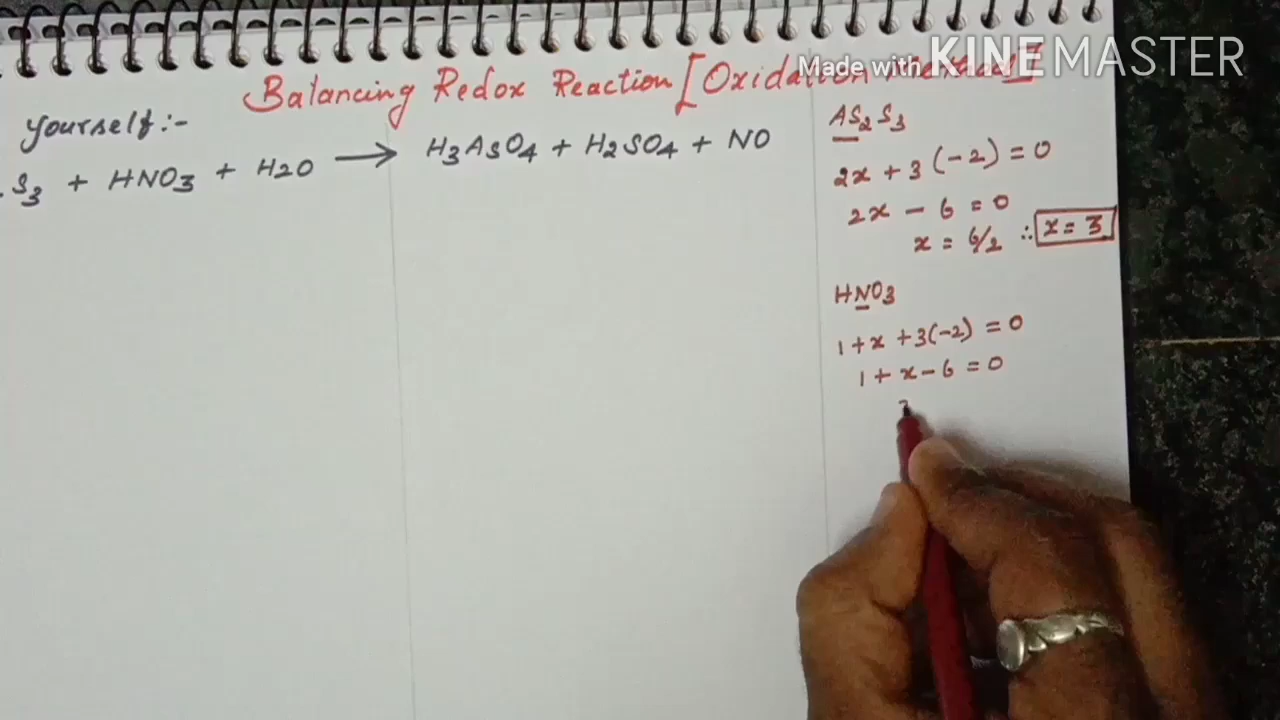 Made with KINEMASTER
Balancing Redox Reaction [Oxidation
yourself:-
S3 + HNO3 + H2O → H3AsO4 + H2SO4 + NO
AS2S3
2x + 3(-2) = 0
2x - 6 = 0
x = 6/2 ∴ x = 3
HNO3
1 + x + 3(-2) = 0
1 + x - 6 = 0